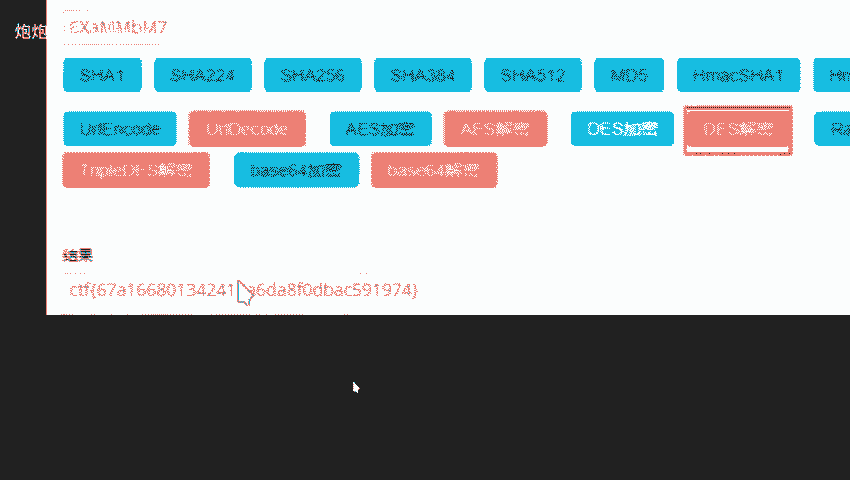 炮炮
EXaMMbM7
SHA1 SHA224 SHA256 SHA384 SHA512 MD5 HmacSHA1
UrlEncode UrlDecode AES加密 AES解密 DES加密 DES解密 Ra
TripleDES解密 base64加密 base64解密
结果
ctf{67a16680134241 a6da8f0dbac591974}